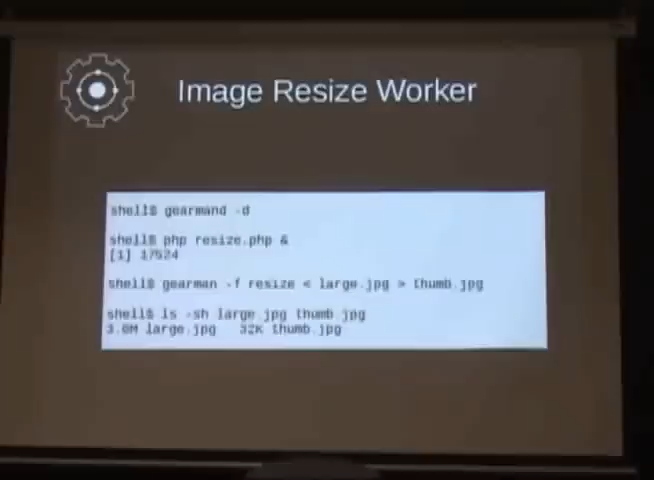 Image Resize Worker
shell$ gearmand -d
shell$ php resize.php &
[1] 17524
shell$ gearman -f resize < large.jpg > thumb.jpg
shell$ ls -sh large.jpg thumb.jpg
3.0M large.jpg 32K thumb.jpg